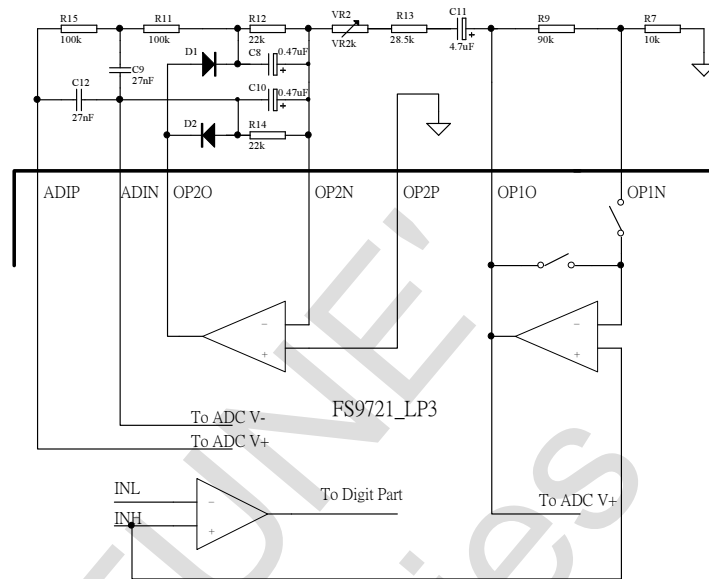 R15
100k
R11
100k
R12
22k
VR2
VR2k
R13
28.5k
C11
4.7uF
R9
90k
R7
10k
D1
C8
0.47uF
+
C9
27nF
C12
27nF
C10
0.47uF
+
D2
R14
22k
ADIP
ADIN
OP2O
OP2N
OP2P
OP1O
OP1N
−
+
−
+
FS9721_LP3
To ADC V-
To ADC V+
INL
INH
−
+
To Digit Part
To ADC V+
TUNE'
ies